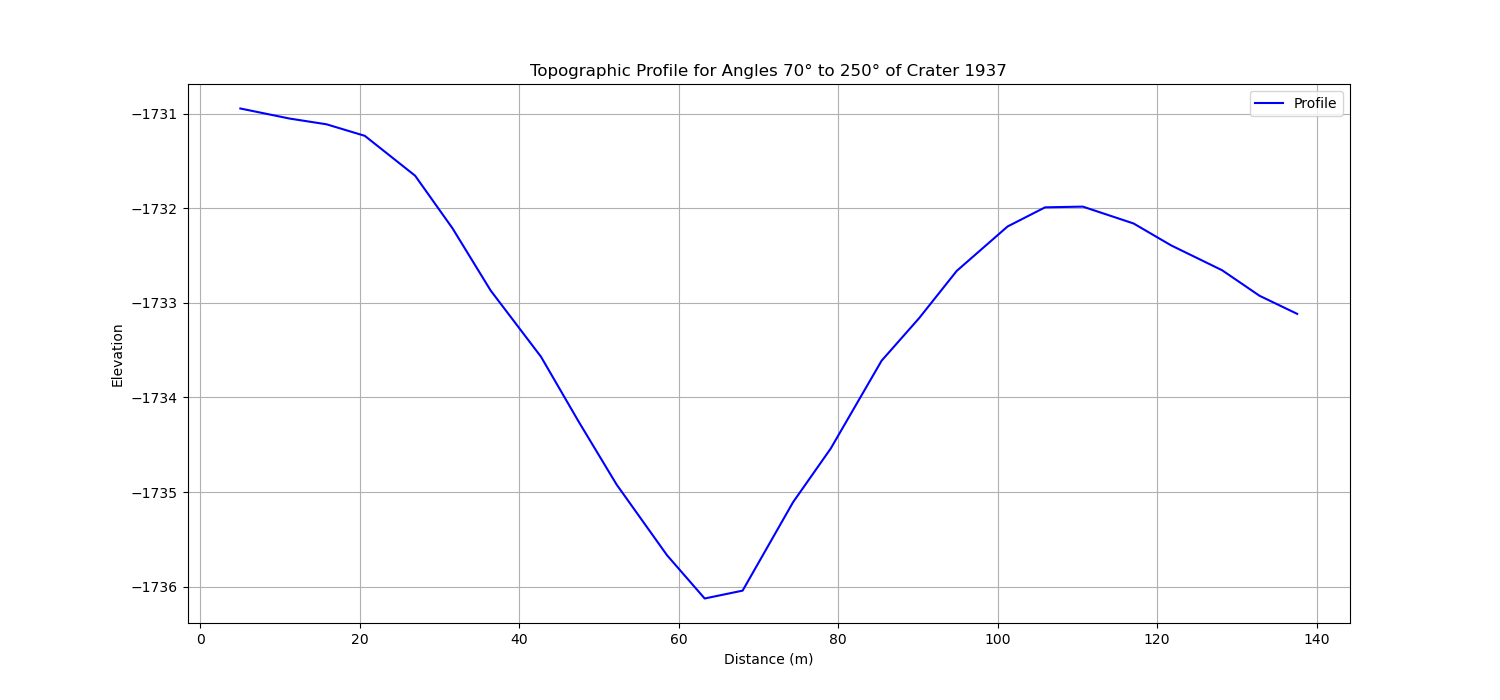 Topographic Profile for Angles 70° to 250° of Crater 1937
Profile
−1731
−1732
−1733
−1734
−1735
−1736
Elevation
0 20 40 60 80 100 120 140
Distance (m)